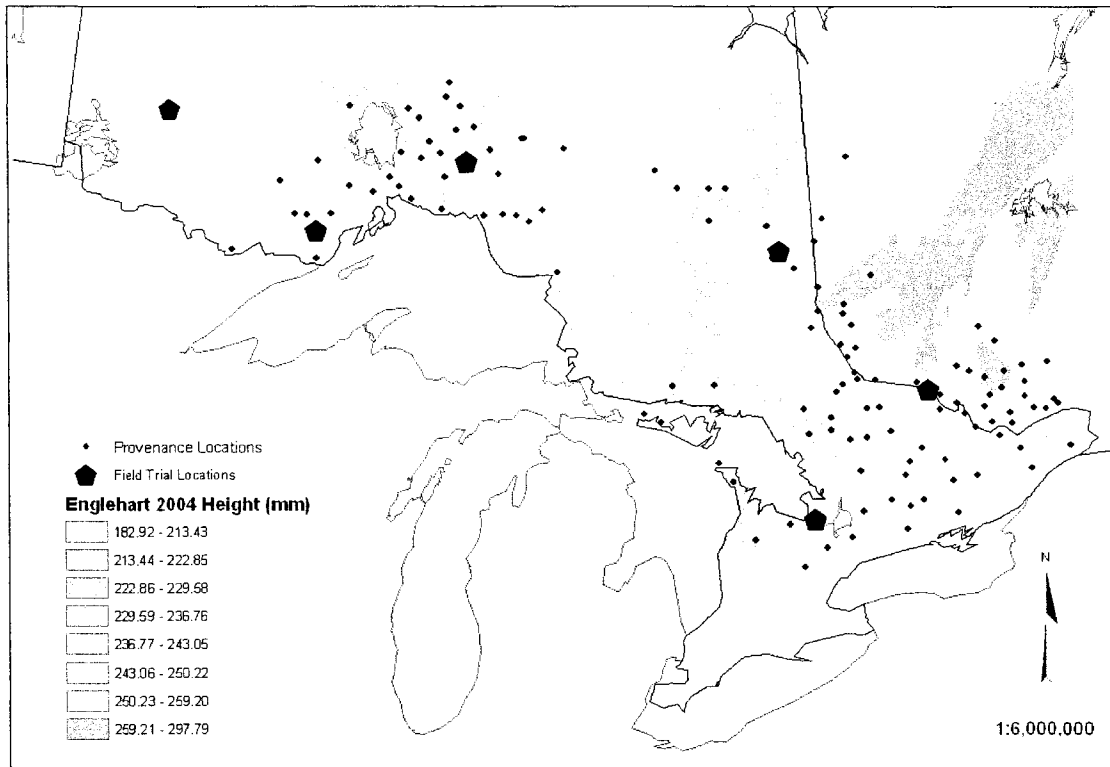 Provenance Locations
Field Trial Locations
Englehart 2004 Height (mm)
182.92 - 213.43
213.44 - 222.85
222.86 - 229.58
229.59 - 236.76
236.77 - 243.05
243.06 - 250.22
250.23 - 259.20
259.21 - 297.79
N
1:6,000,000